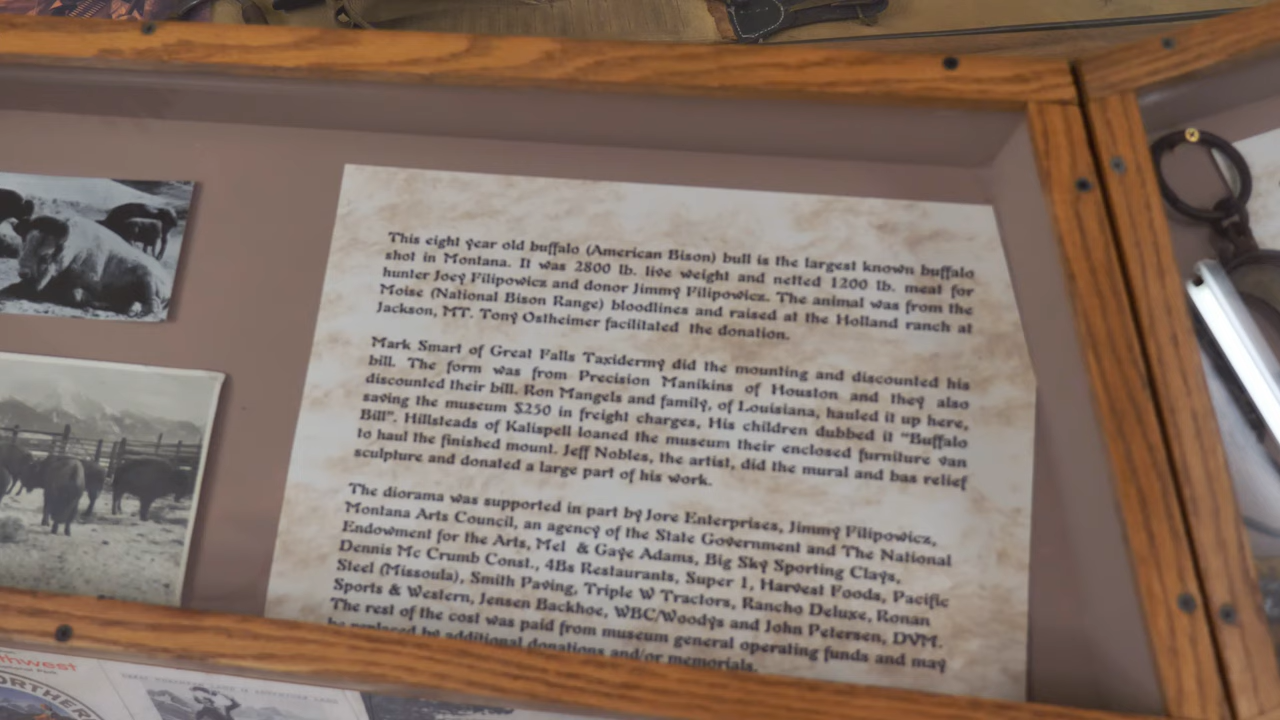 This eight year old buffalo (American Bison) bull is the largest known buffalo
shot in Montana. It was 2800 lb. live weight and netted 1200 lb. meat for
hunter Joey Filipowicz and donor Jimmy Filipowicz. The animal was from the
Moise (National Bison Range) bloodlines and raised at the Holland ranch at
Jackson, MT. Tony Ostheimer facilitated the donation.
Mark Smart of Great Falls Taxidermy did the mounting and discounted his
bill. The form was from Precision Manikins of Houston and they also
discounted their bill. Ron Mangels and family, of Louisiana, hauled it up here,
saving the museum $250 in freight charges, His children dubbed it "Buffalo
Bill". Hillsteads of Kalispell loaned the museum their enclosed furniture van
to haul the finished mount. Jeff Nobles, the artist, did the mural and bas relief
sculpture and donated a large part of his work.
The diorama was supported in part by Jore Enterprises, Jimmy Filipowicz,
Montana Arts Council, an agency of the State Government and The National
Endowment for the Arts, Mel & Gaye Adams, Big Sky Sporting Clays,
Dennis Mc Crumb Const., 4Bs Restaurants, Super 1, Harvest Foods, Pacific
Steel (Missoula), Smith Paving, Triple W Tractors, Rancho Deluxe, Ronan
Sports & Western, Jensen Backhoe, WBC/Woodys and John Petersen, DVM.
The rest of the cost was paid from museum general operating funds and may
be replaced by additional donations and/or memorials.